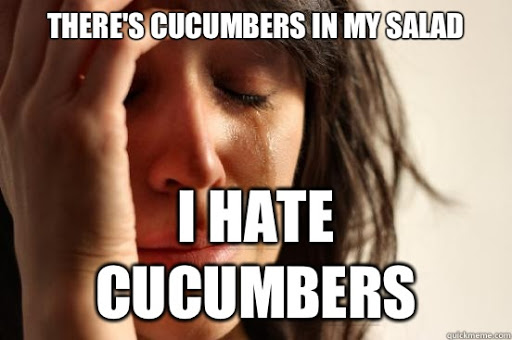 THERE'S CUCUMBERS IN MY SALAD
I HATE
CUCUMBERS
quickmeme.com